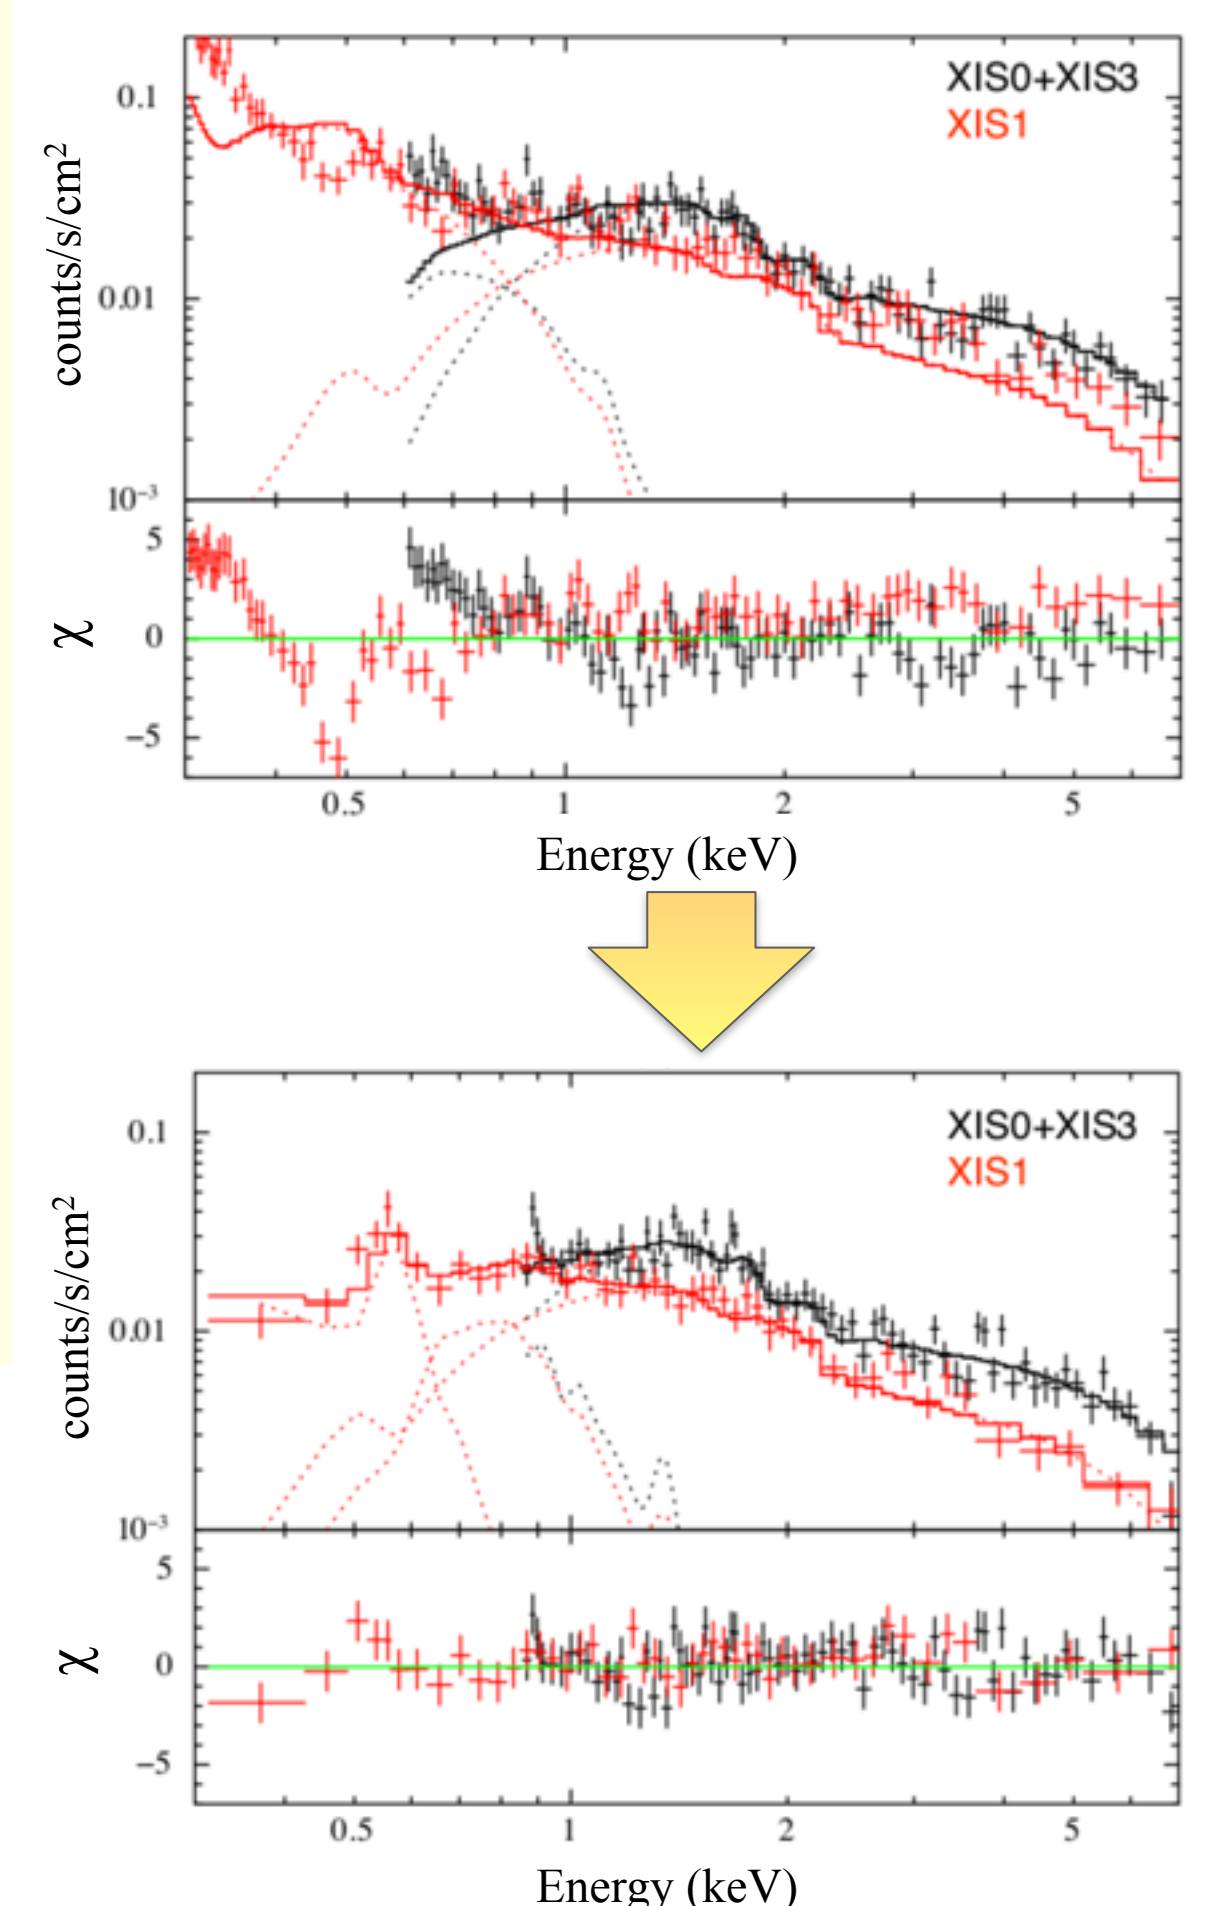 XIS0+XIS3
XIS1
0.1
0.01
10⁻³
counts/s/cm²
5
0
−5
χ
0.5 1 2 5
Energy (keV)
XIS0+XIS3
XIS1
0.1
0.01
10⁻³
counts/s/cm²
5
0
−5
χ
0.5 1 2 5
Energy (keV)